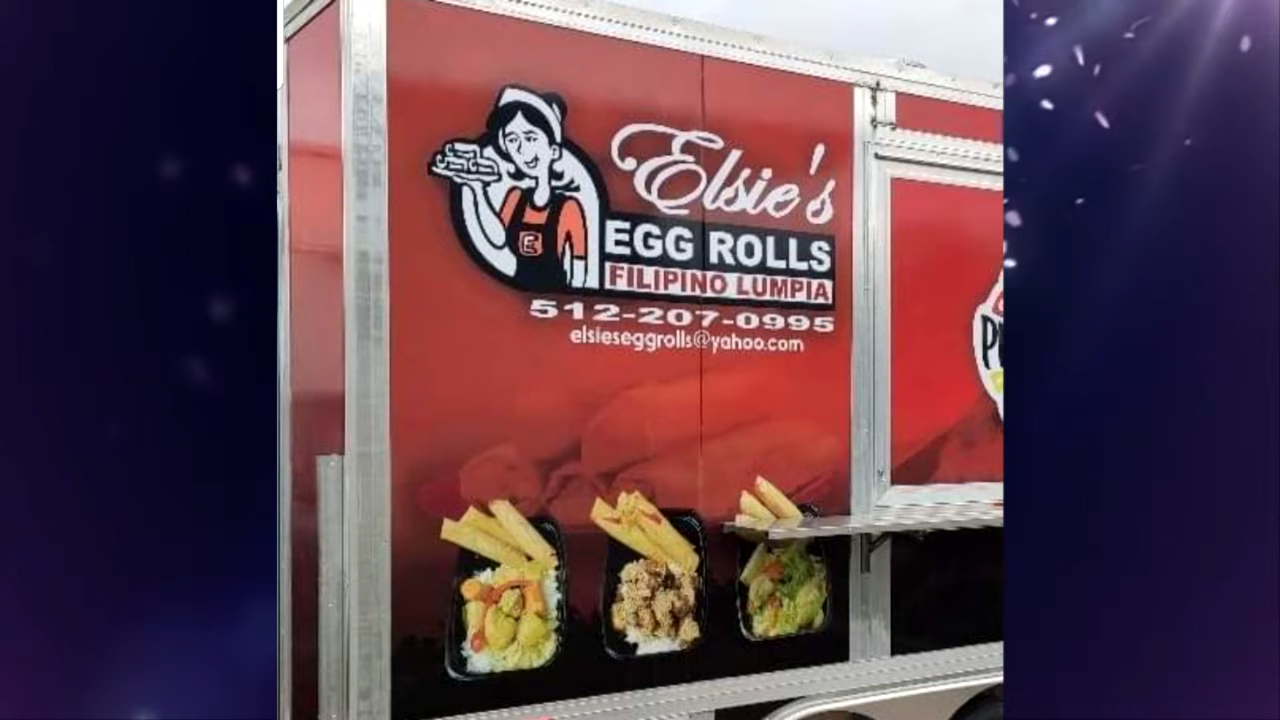 Elsie's
EGG ROLLS
FILIPINO LUMPIA
512-207-0995
elsieseggrolls@yahoo.com
E